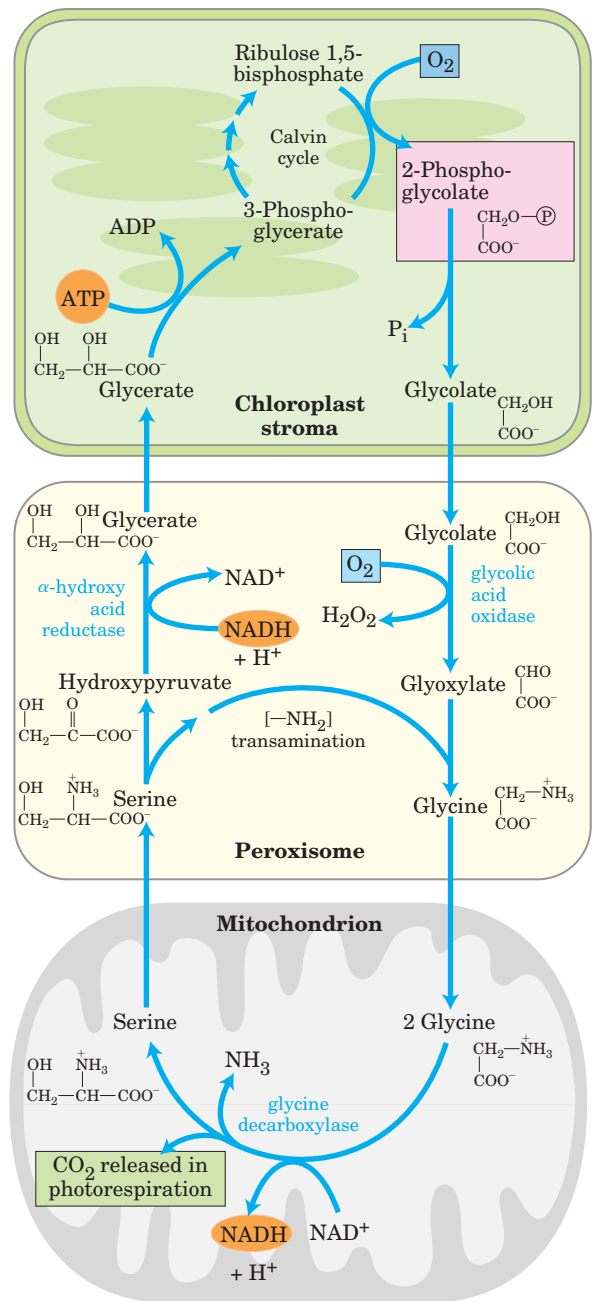 Ribulose 1,5-
bisphosphate
O₂
Calvin
cycle
2-Phospho-
glycolate
CH₂O—Ⓟ
COO⁻
3-Phospho-
glycerate
ADP
ATP
Pᵢ
OH OH
CH₂—CH—COO⁻
Glycerate
Glycolate
CH₂OH
COO⁻
Chloroplast
stroma
OH OH
CH₂—CH—COO⁻
Glycerate
Glycolate
CH₂OH
COO⁻
α-hydroxy
acid
reductase
NAD⁺
NADH
+ H⁺
O₂
H₂O₂
glycolic
acid
oxidase
Hydroxypyruvate
OH O
CH₂—C—COO⁻
Glyoxylate
CHO
COO⁻
[—NH₂]
transamination
OH ⁺NH₃
CH₂—CH—COO⁻
Serine
Glycine
CH₂—⁺NH₃
COO⁻
Peroxisome
Mitochondrion
Serine
OH ⁺NH₃
CH₂—CH—COO⁻
2 Glycine
CH₂—⁺NH₃
COO⁻
NH₃
glycine
decarboxylase
CO₂ released in
photorespiration
NADH
+ H⁺
NAD⁺